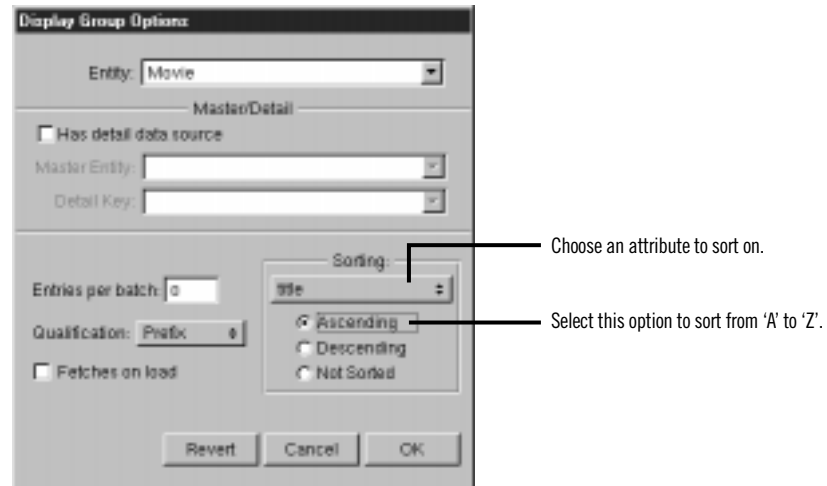 Display Group Options
Entity: Movie
Master/Detail
Has detail data source
Master Entity:
Detail Key:
Sorting:
Choose an attribute to sort on.
Entries per batch: 0
title
Qualification: Prefix
Ascending
Select this option to sort from ‘A’ to ‘Z’.
Descending
Fetches on load
Not Sorted
Revert
Cancel
OK